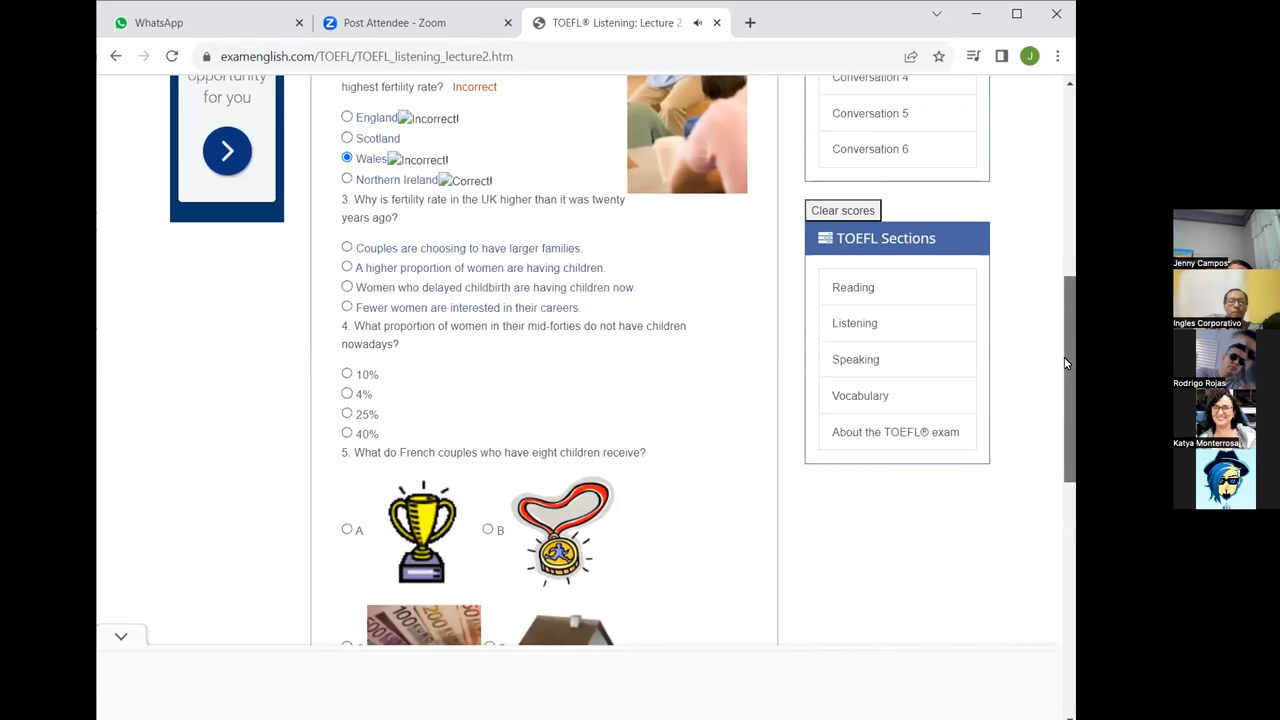 WhatsApp
Post Attendee - Zoom
TOEFL® Listening: Lecture 2
examenglish.com/TOEFL/TOEFL_listening_lecture2.htm
J
opportunity
for you
highest fertility rate? Incorrect
England Incorrect!
Scotland
Wales Incorrect!
Northern Ireland Correct!
3. Why is fertility rate in the UK higher than it was twenty
years ago?
Couples are choosing to have larger families.
A higher proportion of women are having children.
Women who delayed childbirth are having children now.
Fewer women are interested in their careers.
4. What proportion of women in their mid-forties do not have children
nowadays?
10%
4%
25%
40%
5. What do French couples who have eight children receive?
A
B
100 EURO
200
Conversation 4
Conversation 5
Conversation 6
Clear scores
TOEFL Sections
Reading
Listening
Speaking
Vocabulary
About the TOEFL® exam
Jenny Campos
Ingles Corporativo
Rodrigo Rojas
Katya Monterrosa